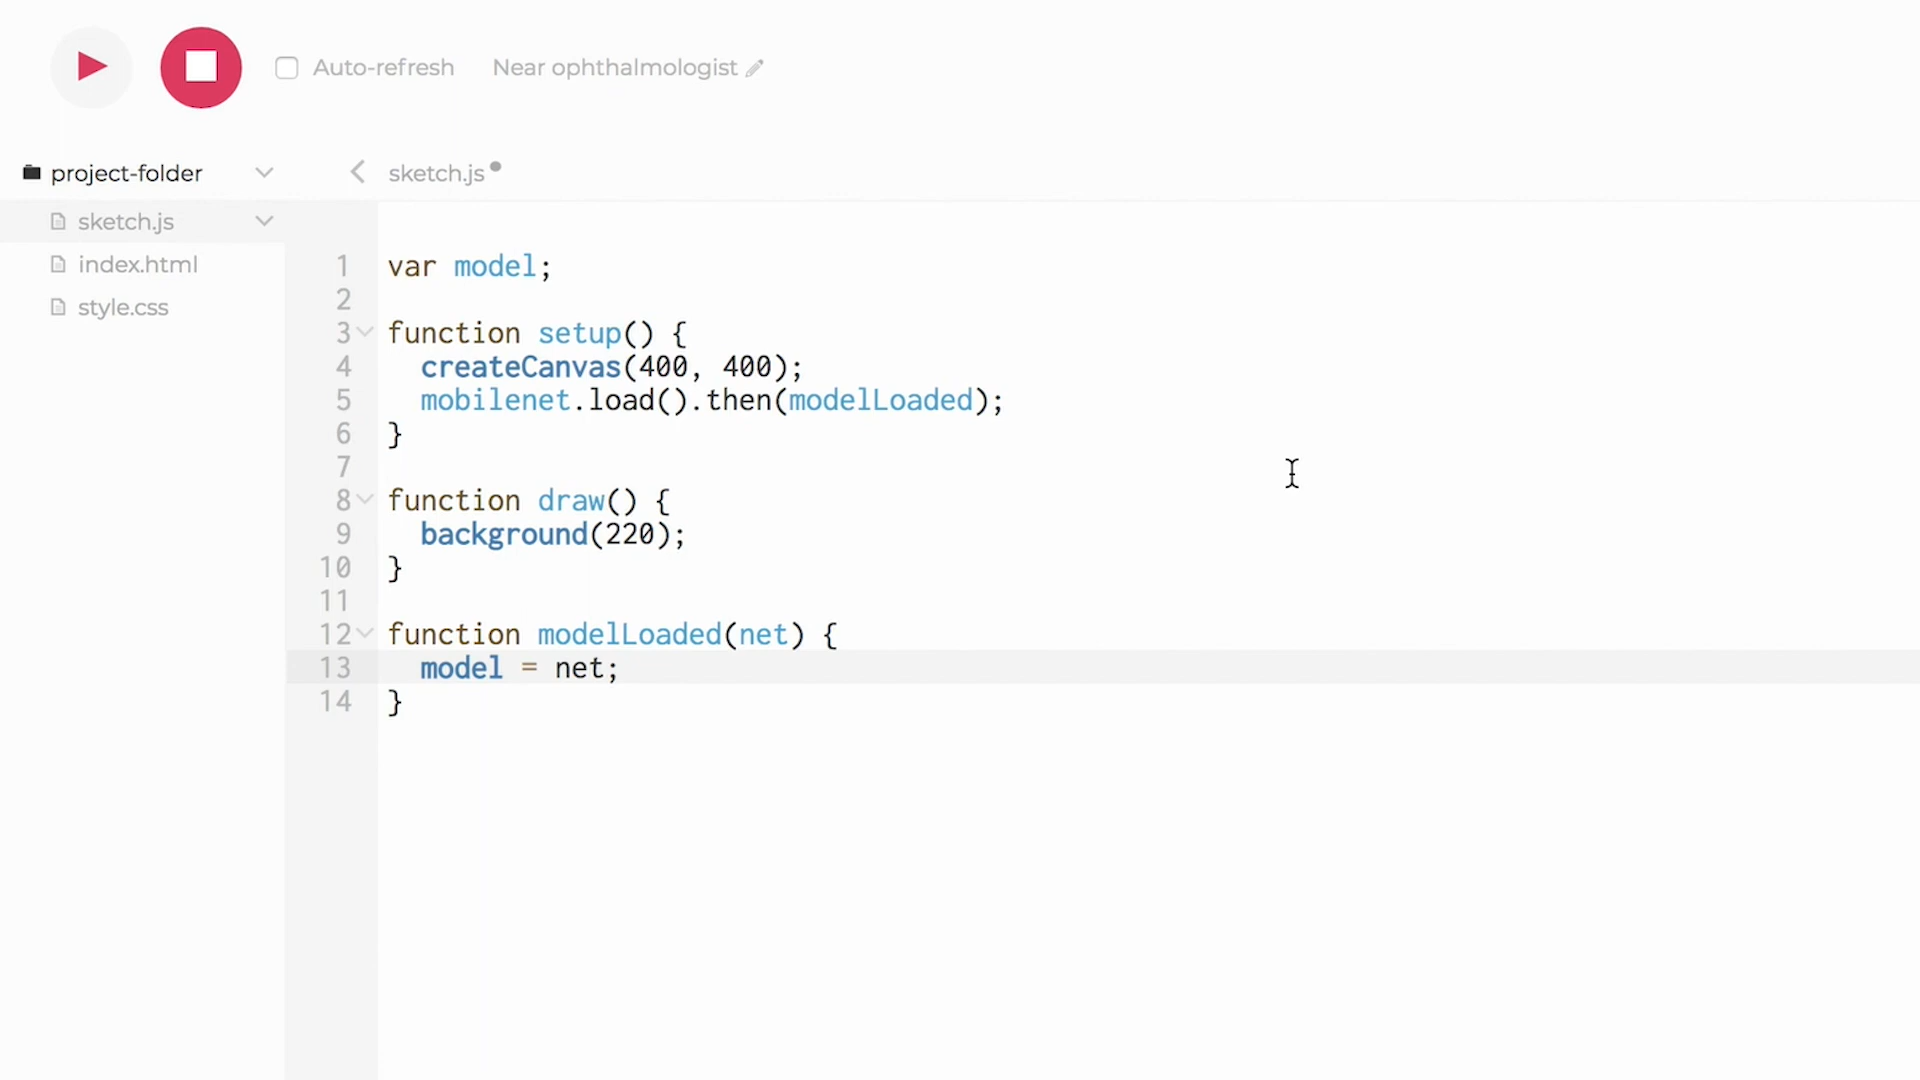 Auto-refresh Near ophthalmologist
project-folder
sketch.js
index.html
style.css
sketch.js
1 var model;
2
3 function setup() {
4 createCanvas(400, 400);
5 mobilenet.load().then(modelLoaded);
6 }
7
8 function draw() {
9 background(220);
10 }
11
12 function modelLoaded(net) {
13 model = net;
14 }